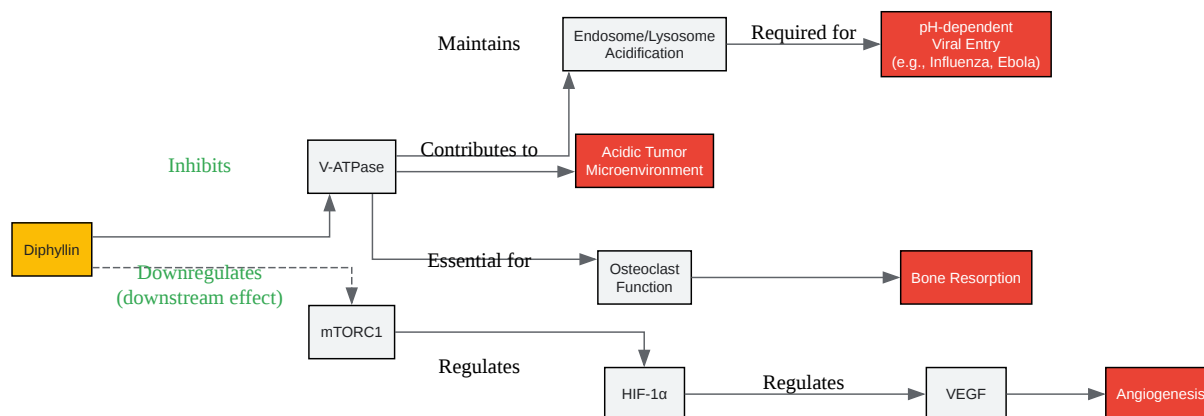 Maintains
Endosome/Lysosome
Acidification
Required for
pH-dependent
Viral Entry
(e.g., Influenza, Ebola)
Inhibits
V-ATPase
Contributes to
Acidic Tumor
Microenvironment
Diphyllin
Downregulates
(downstream effect)
Essential for
Osteoclast
Function
Bone Resorption
mTORC1
Regulates
HIF-1α
Regulates
VEGF
Angiogenesis